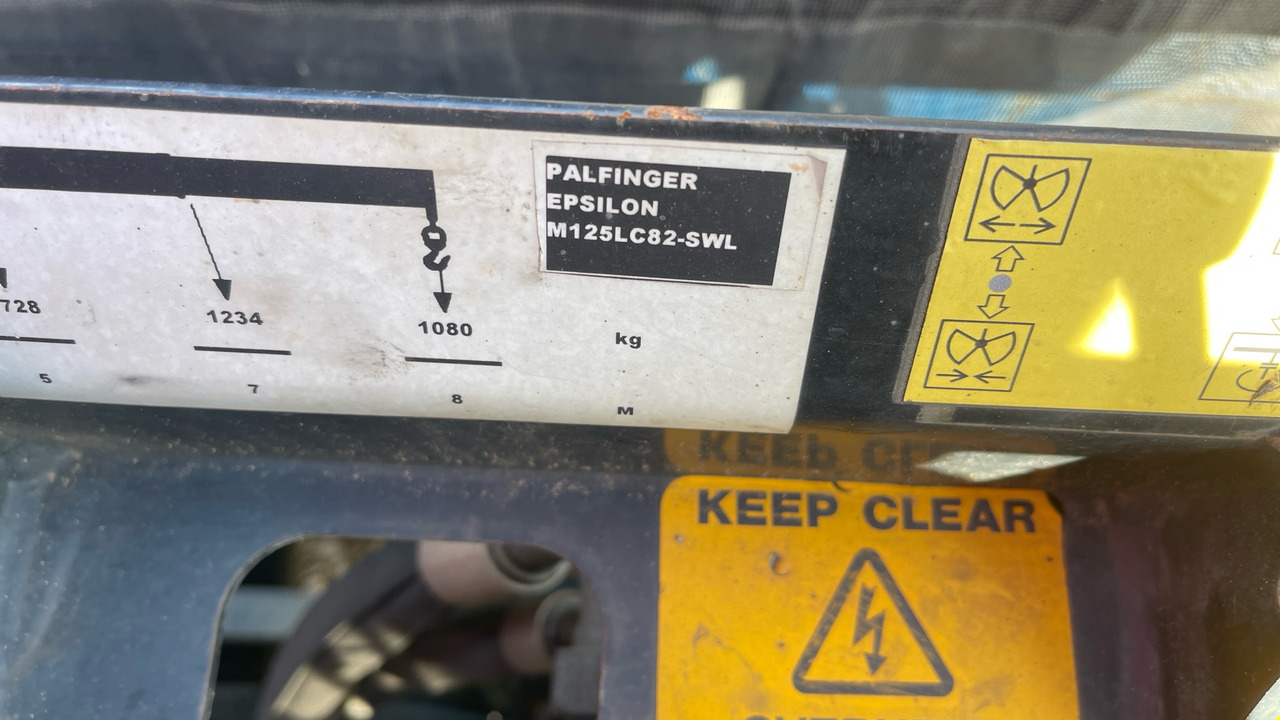 PALFINGER
EPSILON
M125LC82-SWL
728 1234 1080 kg
5 7 8 M
KEEP CLEAR